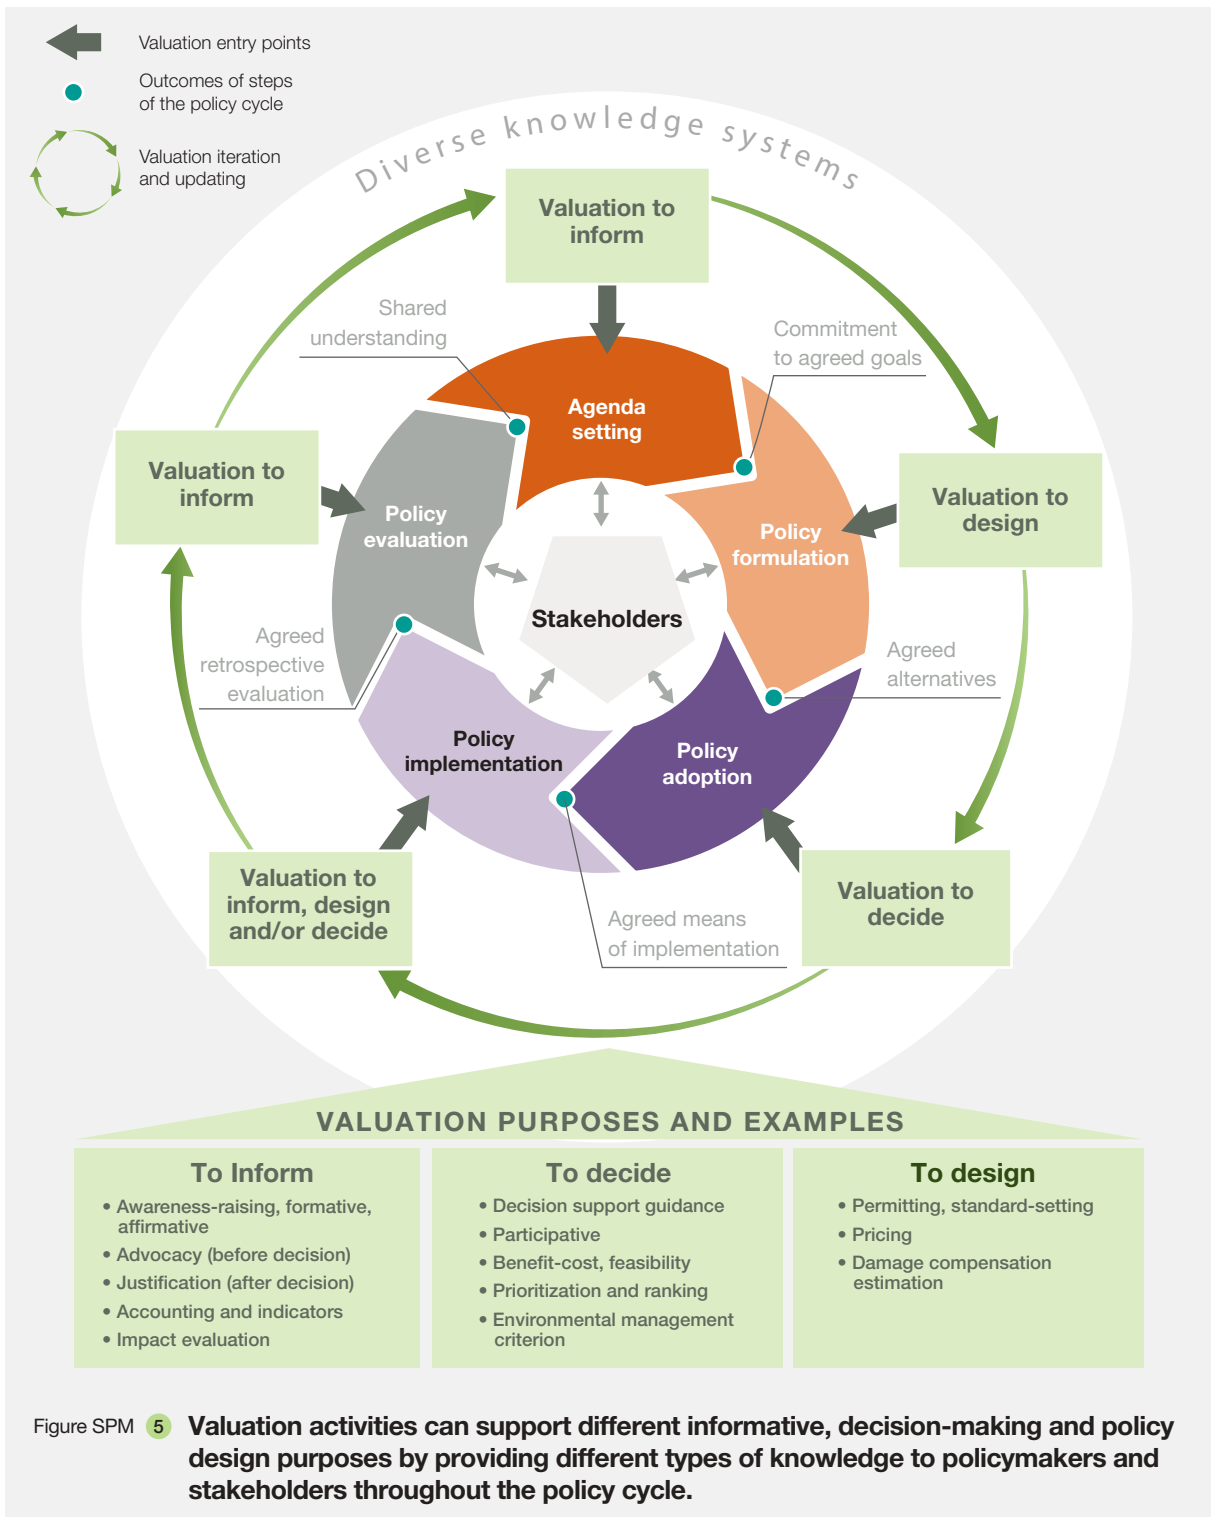 Valuation entry points
Outcomes of steps
of the policy cycle
Valuation iteration
and updating
Diverse knowledge systems
Valuation to
inform
Shared
understanding
Commitment
to agreed goals
Agenda
setting
Valuation to
inform
Policy
evaluation
Valuation to
design
Policy
formulation
Stakeholders
Agreed
retrospective
evaluation
Agreed
alternatives
Policy
implementation
Policy
adoption
Valuation to
inform, design
and/or decide
Agreed means
of implementation
Valuation to
decide
VALUATION PURPOSES AND EXAMPLES
To Inform
• Awareness-raising, formative,
affirmative
• Advocacy (before decision)
• Justification (after decision)
• Accounting and indicators
• Impact evaluation
To decide
• Decision support guidance
• Participative
• Benefit-cost, feasibility
• Prioritization and ranking
• Environmental management
criterion
To design
• Permitting, standard-setting
• Pricing
• Damage compensation
estimation
Figure SPM 5 Valuation activities can support different informative, decision-making and policy
design purposes by providing different types of knowledge to policymakers and
stakeholders throughout the policy cycle.